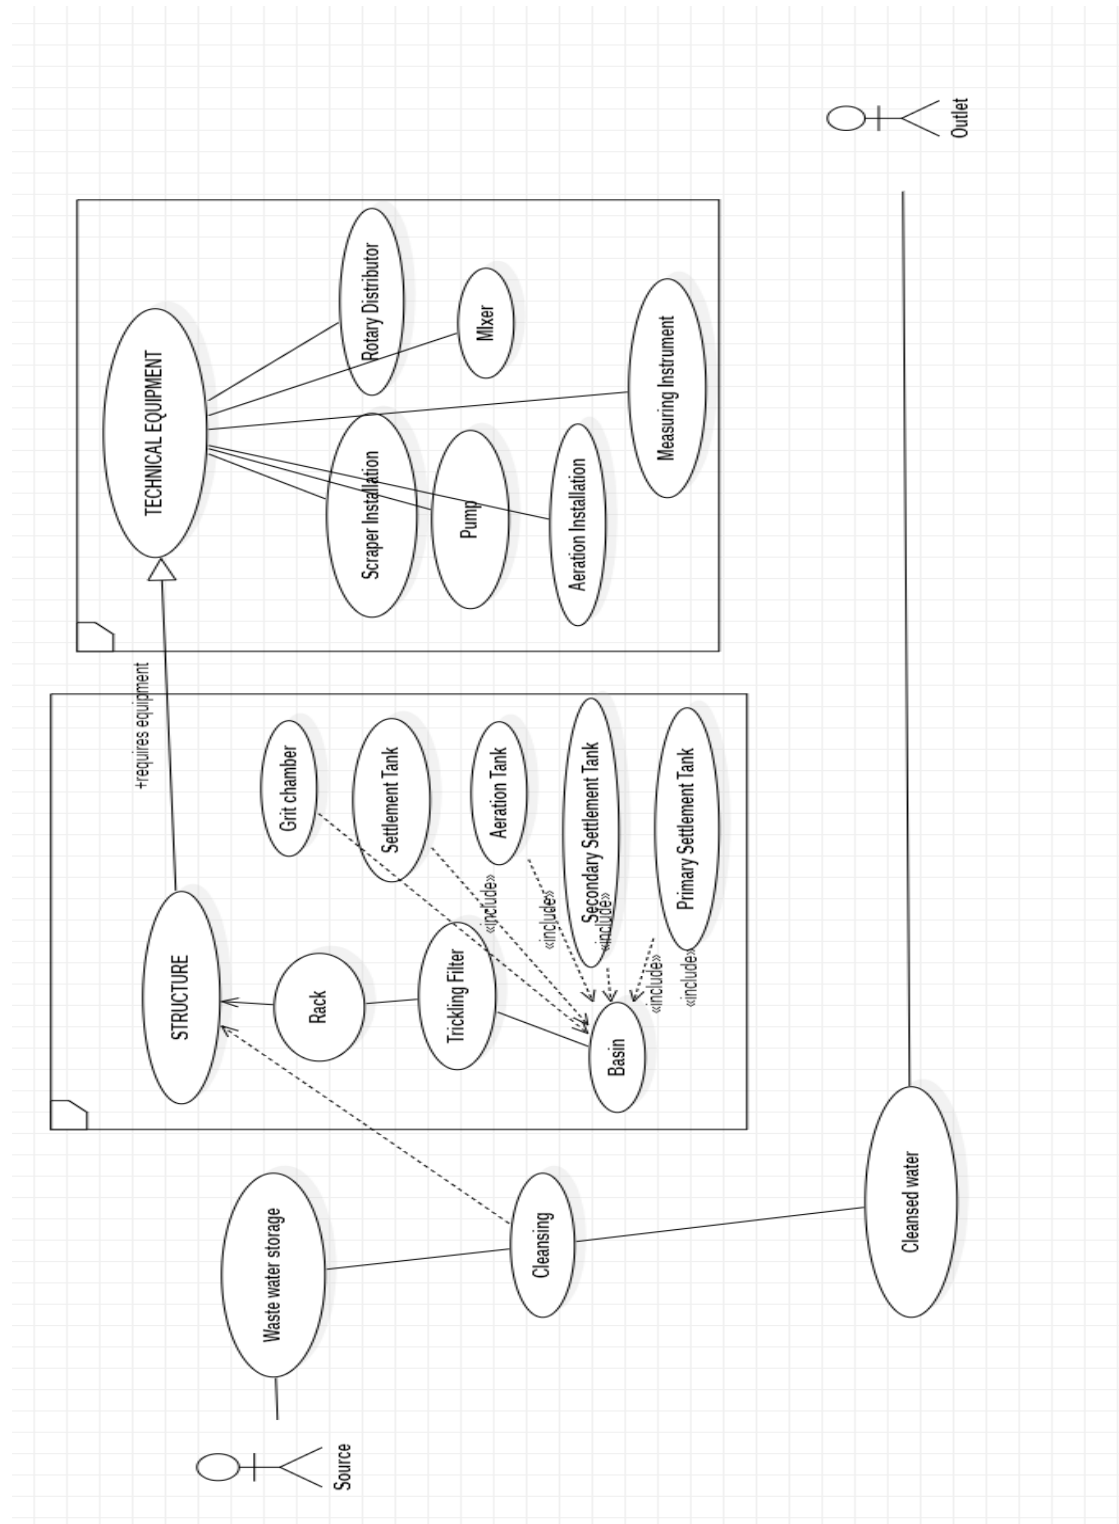 Source
Waste water storage
Cleansing
Cleansed water
Outlet
STRUCTURE
Rack
Trickling Filter
Basin
Grit chamber
Settlement Tank
Aeration Tank
Secondary Settlement Tank
Primary Settlement Tank
«include»
«include»
«include»
«include»
«include»
+requires equipment
TECHNICAL EQUIPMENT
Scraper Installation
Pump
Aeration Installation
Rotary Distributor
MIxer
Measuring Instrument